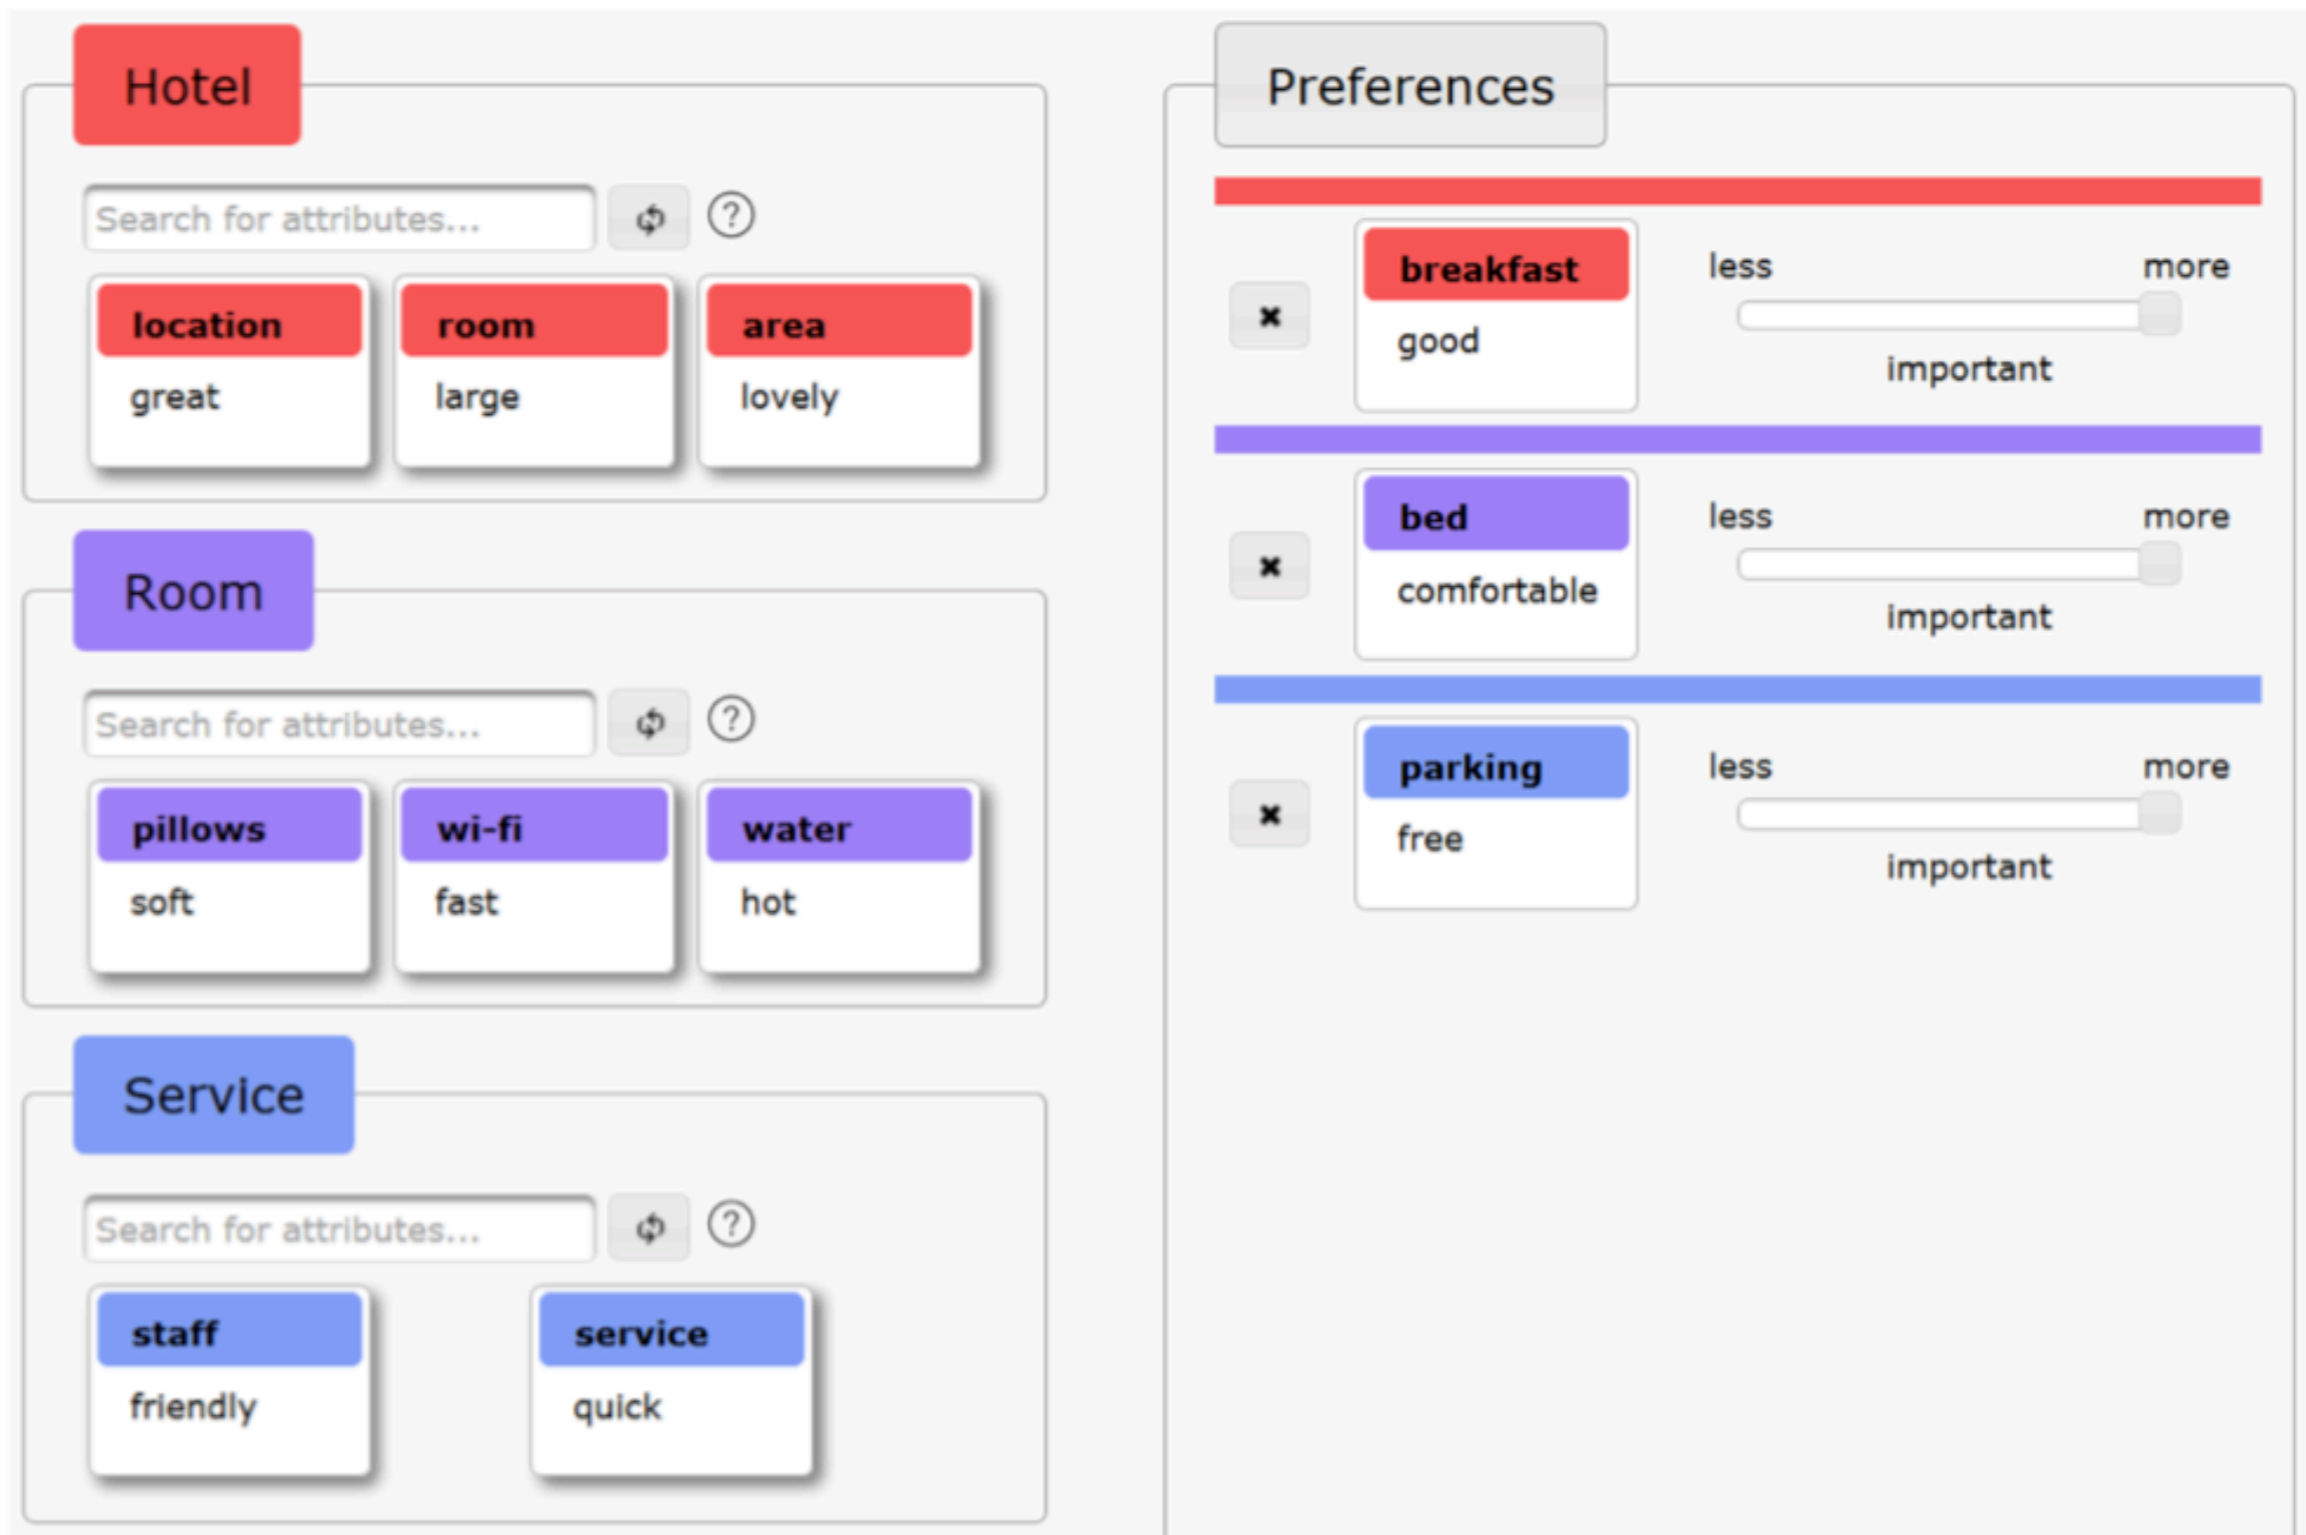 Hotel
Search for attributes...
location room area
great large lovely
Room
Search for attributes...
pillows wi-fi water
soft fast hot
Service
Search for attributes...
staff service
friendly quick
Preferences
breakfast less more
good important
bed less more
comfortable important
parking less more
free important